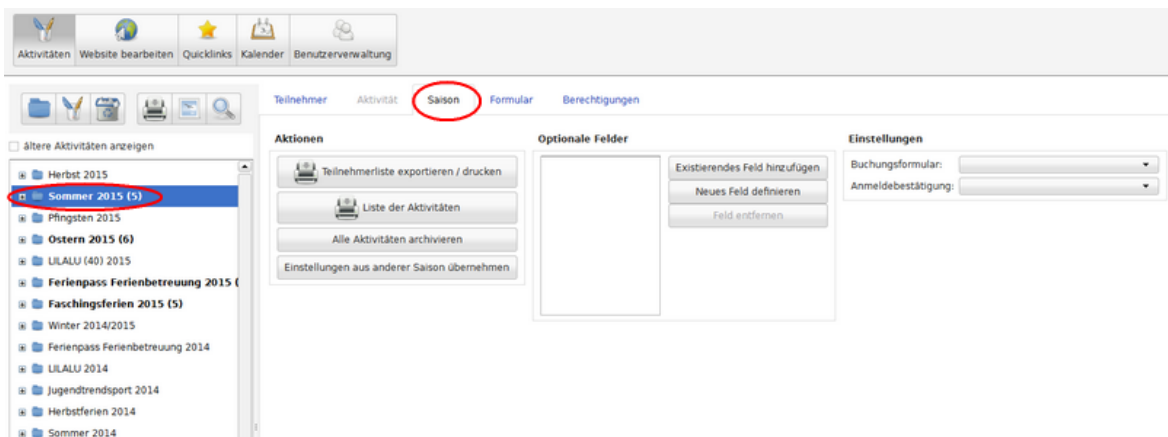 Aktivitäten Website bearbeiten Quicklinks Kalender Benutzerverwaltung
Teilnehmer Aktivität Saison Formular Berechtigungen
ältere Aktivitäten anzeigen
Herbst 2015
Sommer 2015 (5)
Pfingsten 2015
Ostern 2015 (6)
LILALU (40) 2015
Ferienpass Ferienbetreuung 2015 (
Faschingsferien 2015 (5)
Winter 2014/2015
Ferienpass Ferienbetreuung 2014
LILALU 2014
Jugendtrendsport 2014
Herbstferien 2014
Sommer 2014
Aktionen
Teilnehmerliste exportieren / drucken
Liste der Aktivitäten
Alle Aktivitäten archivieren
Einstellungen aus anderer Saison übernehmen
Optionale Felder
Existierendes Feld hinzufügen
Neues Feld definieren
Feld entfernen
Einstellungen
Buchungsformular:
Anmeldebestätigung: